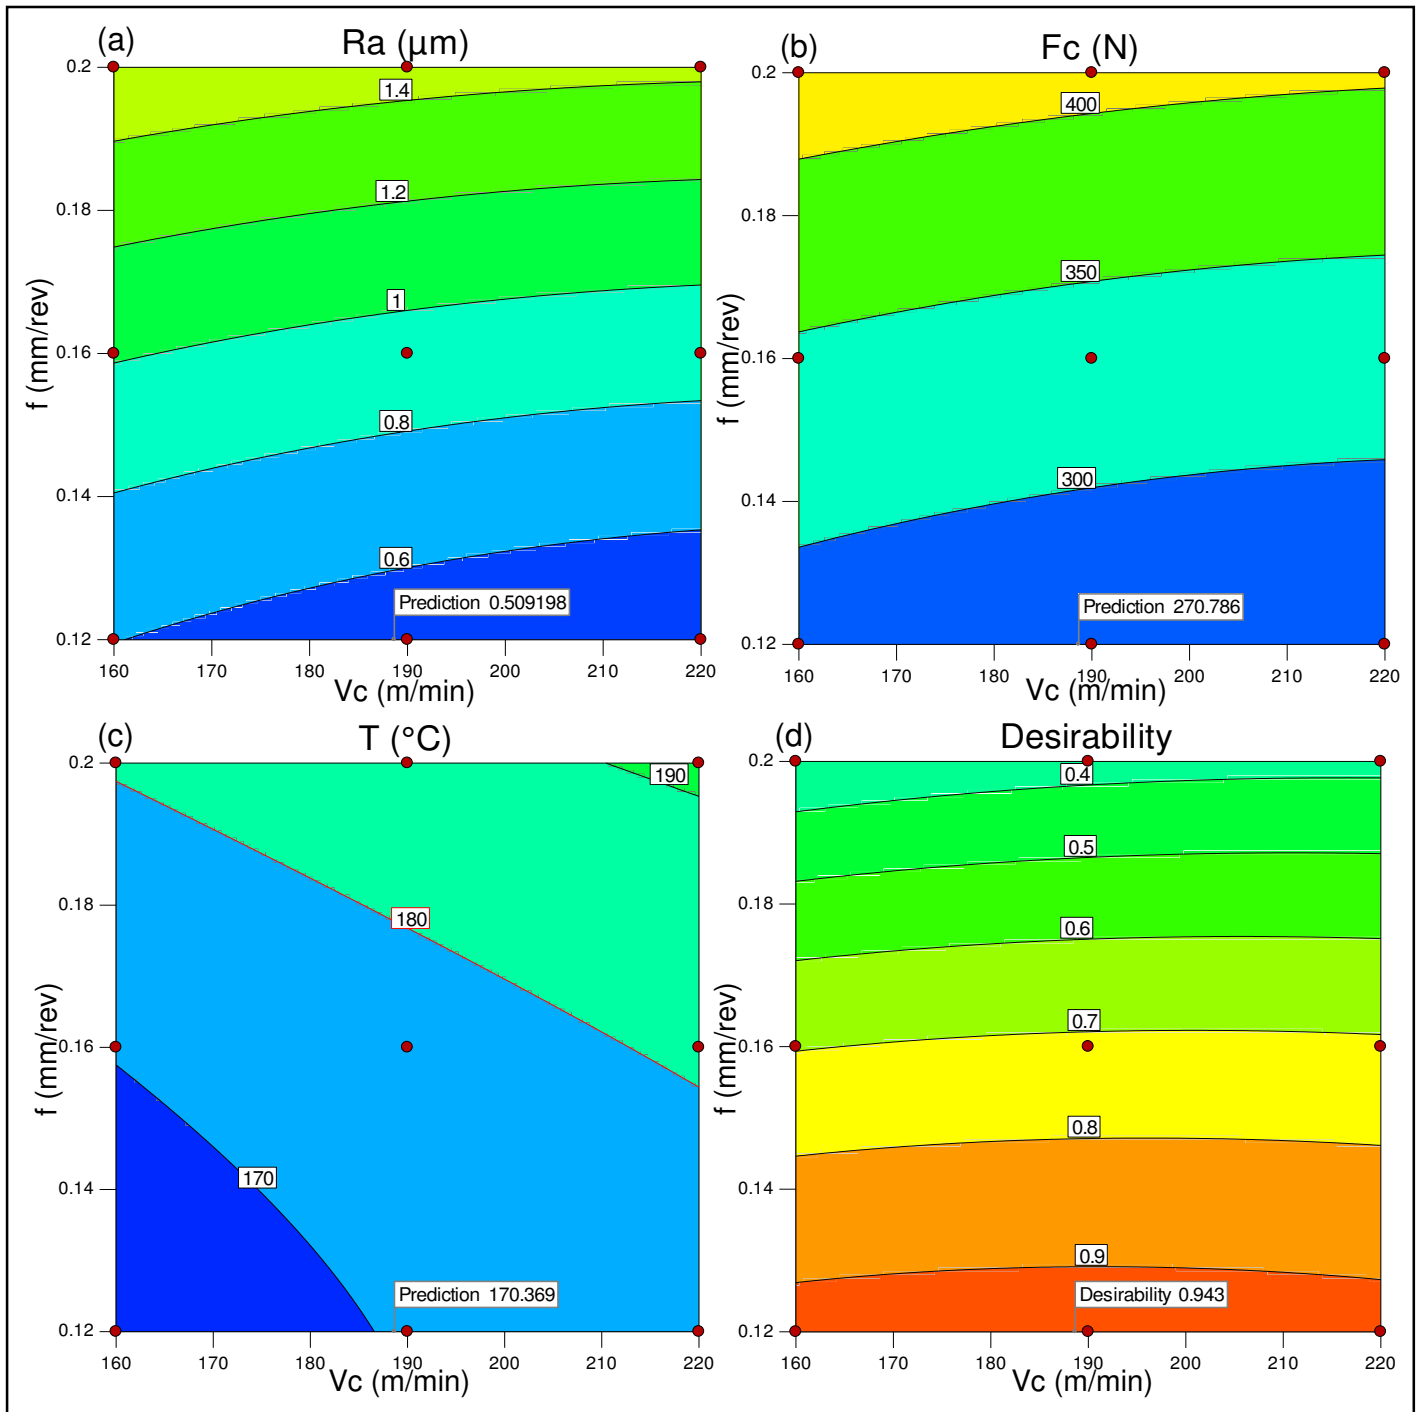 (a)
Ra (µm)
0.2
1.4
0.18
1.2
1
0.16
0.8
0.14
0.6
Prediction 0.509198
0.12
160 170 180 190 200 210 220
Vc (m/min)
f (mm/rev)
(b)
Fc (N)
0.2
400
0.18
350
0.16
300
0.14
Prediction 270.786
0.12
160 170 180 190 200 210 220
Vc (m/min)
f (mm/rev)
(c)
T (°C)
0.2
190
0.18
180
0.16
170
0.14
Prediction 170.369
0.12
160 170 180 190 200 210 220
Vc (m/min)
f (mm/rev)
(d)
Desirability
0.2
0.4
0.5
0.18
0.6
0.7
0.16
0.8
0.14
0.9
Desirability 0.943
0.12
160 170 180 190 200 210 220
Vc (m/min)
f (mm/rev)